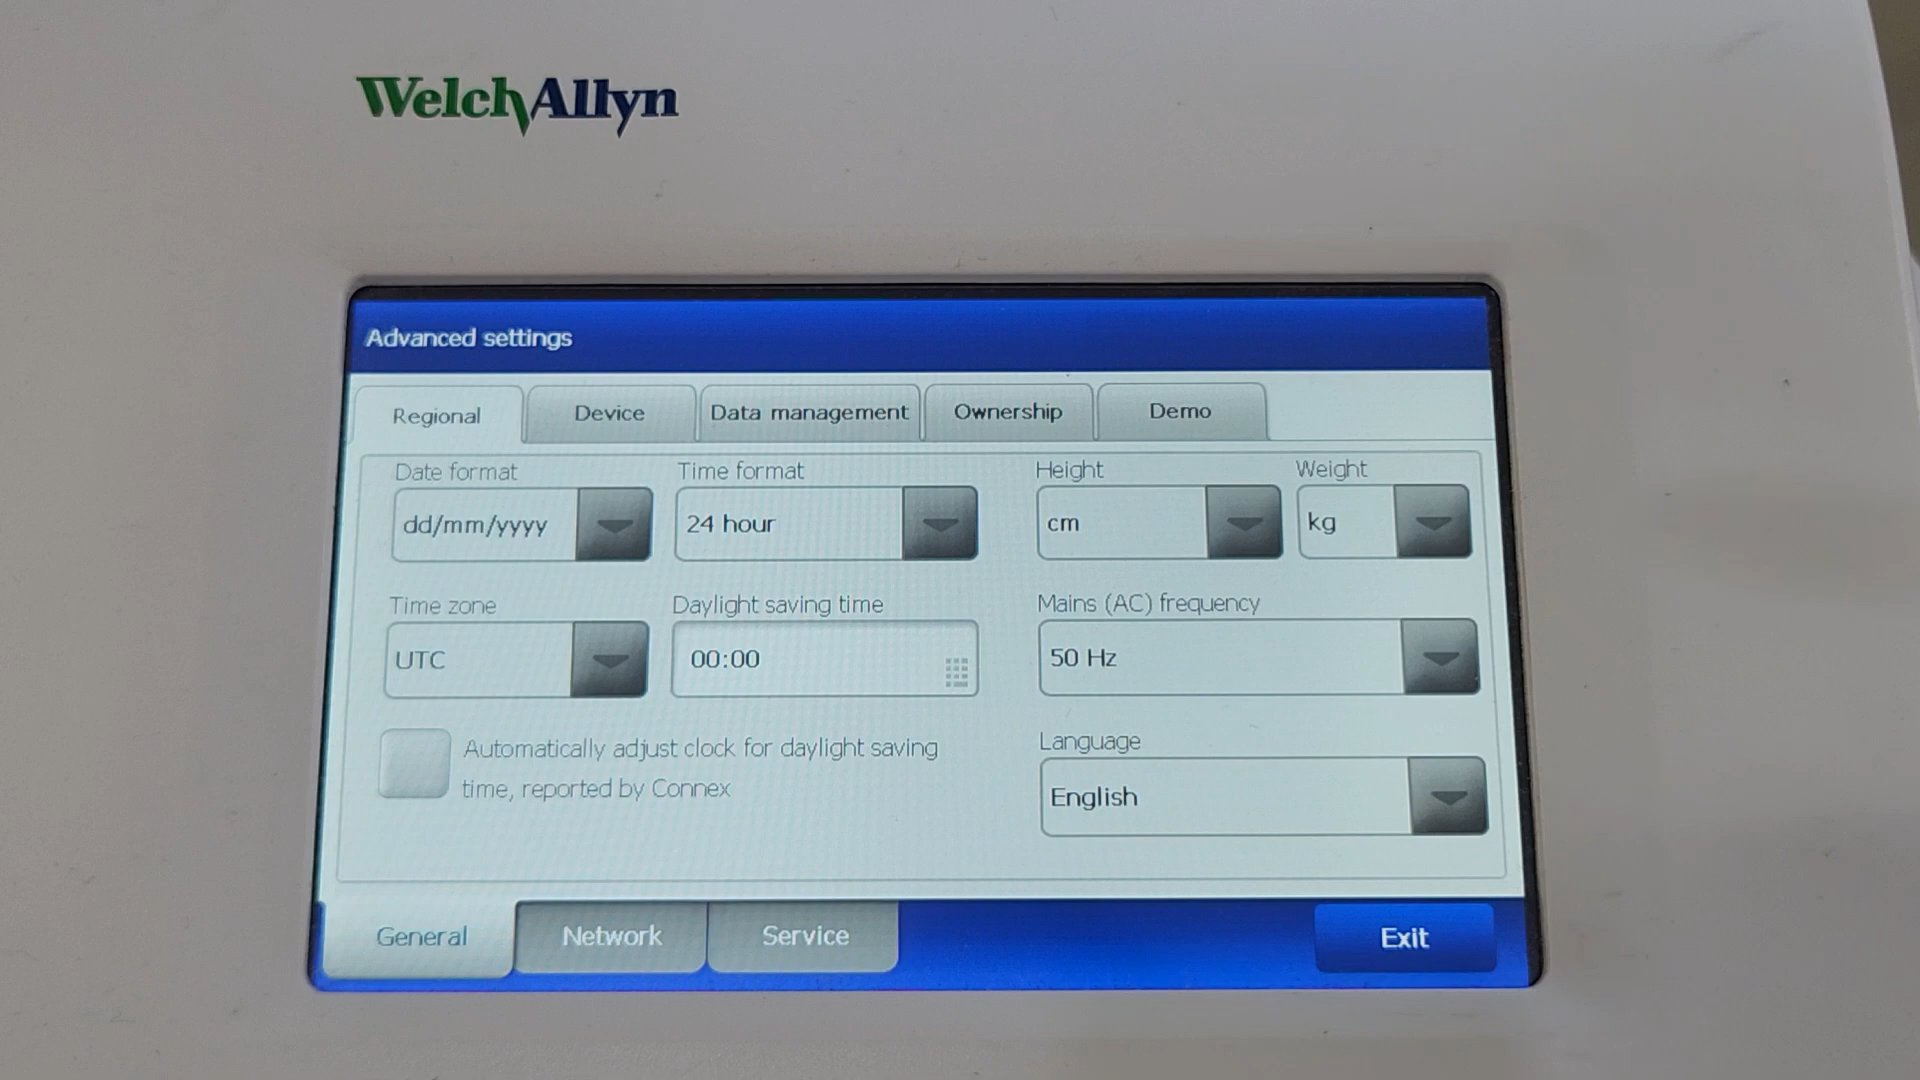 WelchAllyn
Advanced settings
Regional Device Data management Ownership Demo
Date format Time format Height Weight
dd/mm/yyyy 24 hour cm kg
Time zone Daylight saving time Mains (AC) frequency
UTC 00:00 50 Hz
Automatically adjust clock for daylight saving
time, reported by Connex
Language
English
General Network Service Exit